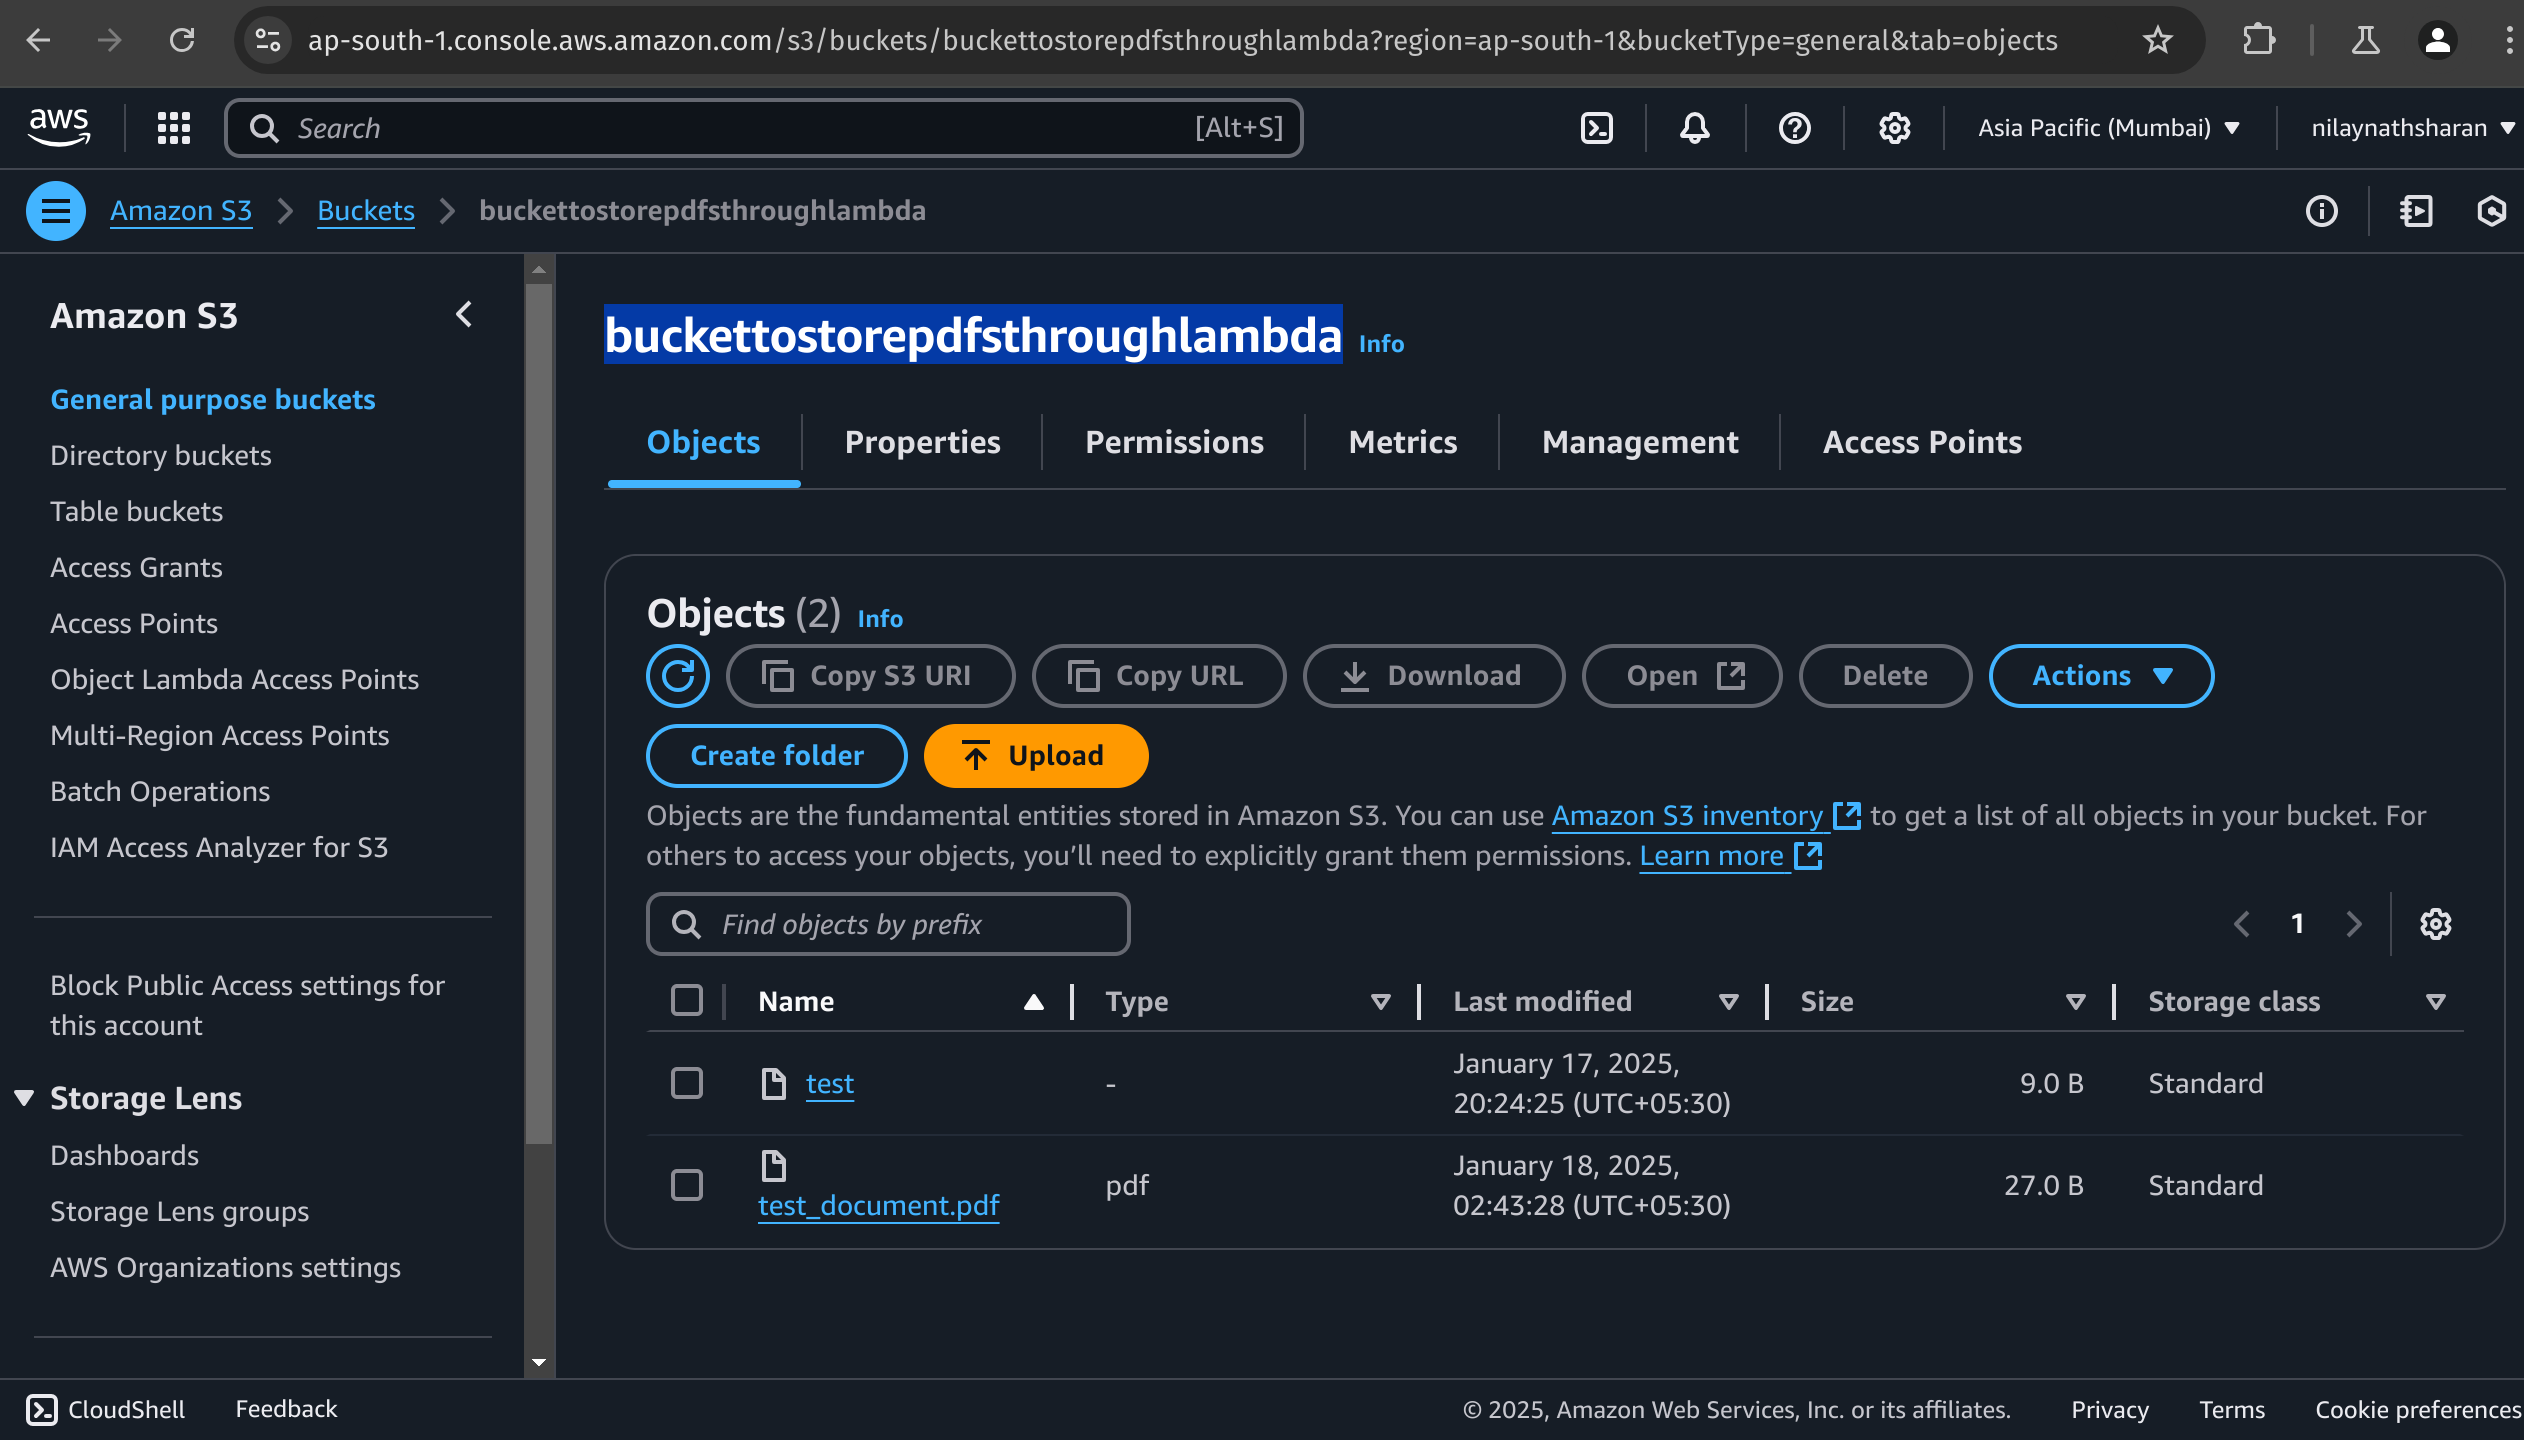 ap-south-1.console.aws.amazon.com/s3/buckets/buckettostorepdfsthroughlambda?region=ap-south-1&bucketType=general&tab=objects
aws
Search
[Alt+S]
Asia Pacific (Mumbai)
nilaynathsharan
Amazon S3
Buckets
buckettostorepdfsthroughlambda
Amazon S3
General purpose buckets
Directory buckets
Table buckets
Access Grants
Access Points
Object Lambda Access Points
Multi-Region Access Points
Batch Operations
IAM Access Analyzer for S3
Block Public Access settings for
this account
Storage Lens
Dashboards
Storage Lens groups
AWS Organizations settings
buckettostorepdfsthroughlambda Info
Objects Properties Permissions Metrics Management Access Points
Objects (2) Info
Copy S3 URI Copy URL Download Open Delete Actions
Create folder Upload
Objects are the fundamental entities stored in Amazon S3. You can use Amazon S3 inventory to get a list of all objects in your bucket. For
others to access your objects, you’ll need to explicitly grant them permissions. Learn more
Find objects by prefix
1
Name Type Last modified Size Storage class
test - January 17, 2025, 20:24:25 (UTC+05:30) 9.0 B Standard
test_document.pdf pdf January 18, 2025, 02:43:28 (UTC+05:30) 27.0 B Standard
CloudShell Feedback © 2025, Amazon Web Services, Inc. or its affiliates. Privacy Terms Cookie preferences